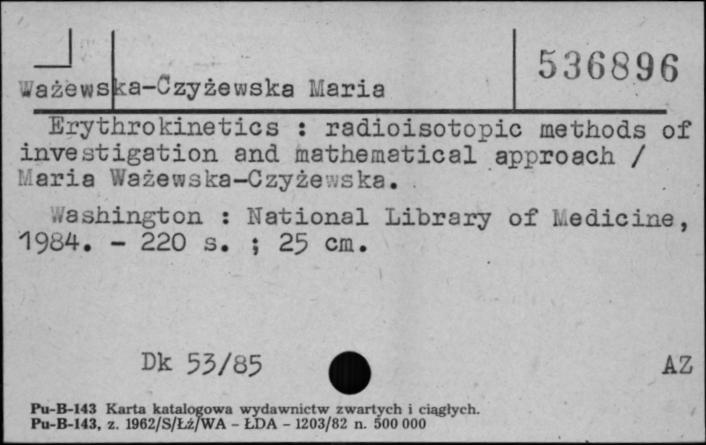 536896
Ważewska-Czyżewska Maria
Erythrokinetics : radioisotopic methods of
investigation and mathematical approach /
Maria Ważewska-Czyżewska.
Washington : National Library of Medicine,
1984. - 220 s. ; 25 cm.
Dk 53/85 AZ
Pu-B-143 Karta katalogowa wydawnictw zwartych i ciągłych.
Pu-B-143, z. 1962/S/Łź/WA - ŁDA - 1203/82 n. 500 000